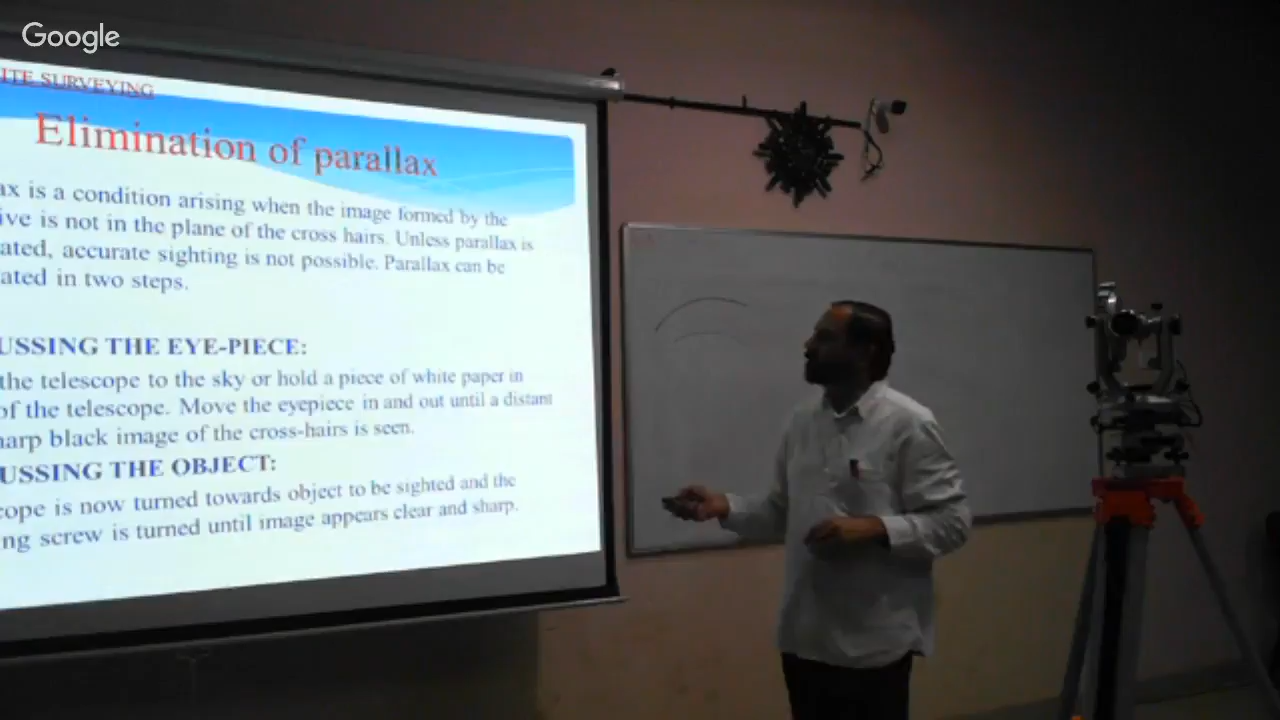 Google
ITE SURVEYING
Elimination of parallax
ax is a condition arising when the image formed by the
ive is not in the plane of the cross hairs. Unless parallax is
ated, accurate sighting is not possible. Parallax can be
ated in two steps.
USSING THE EYE-PIECE:
the telescope to the sky or hold a piece of white paper in
of the telescope. Move the eyepiece in and out until a distant
harp black image of the cross-hairs is seen.
USSING THE OBJECT:
cope is now turned towards object to be sighted and the
ng screw is turned until image appears clear and sharp.